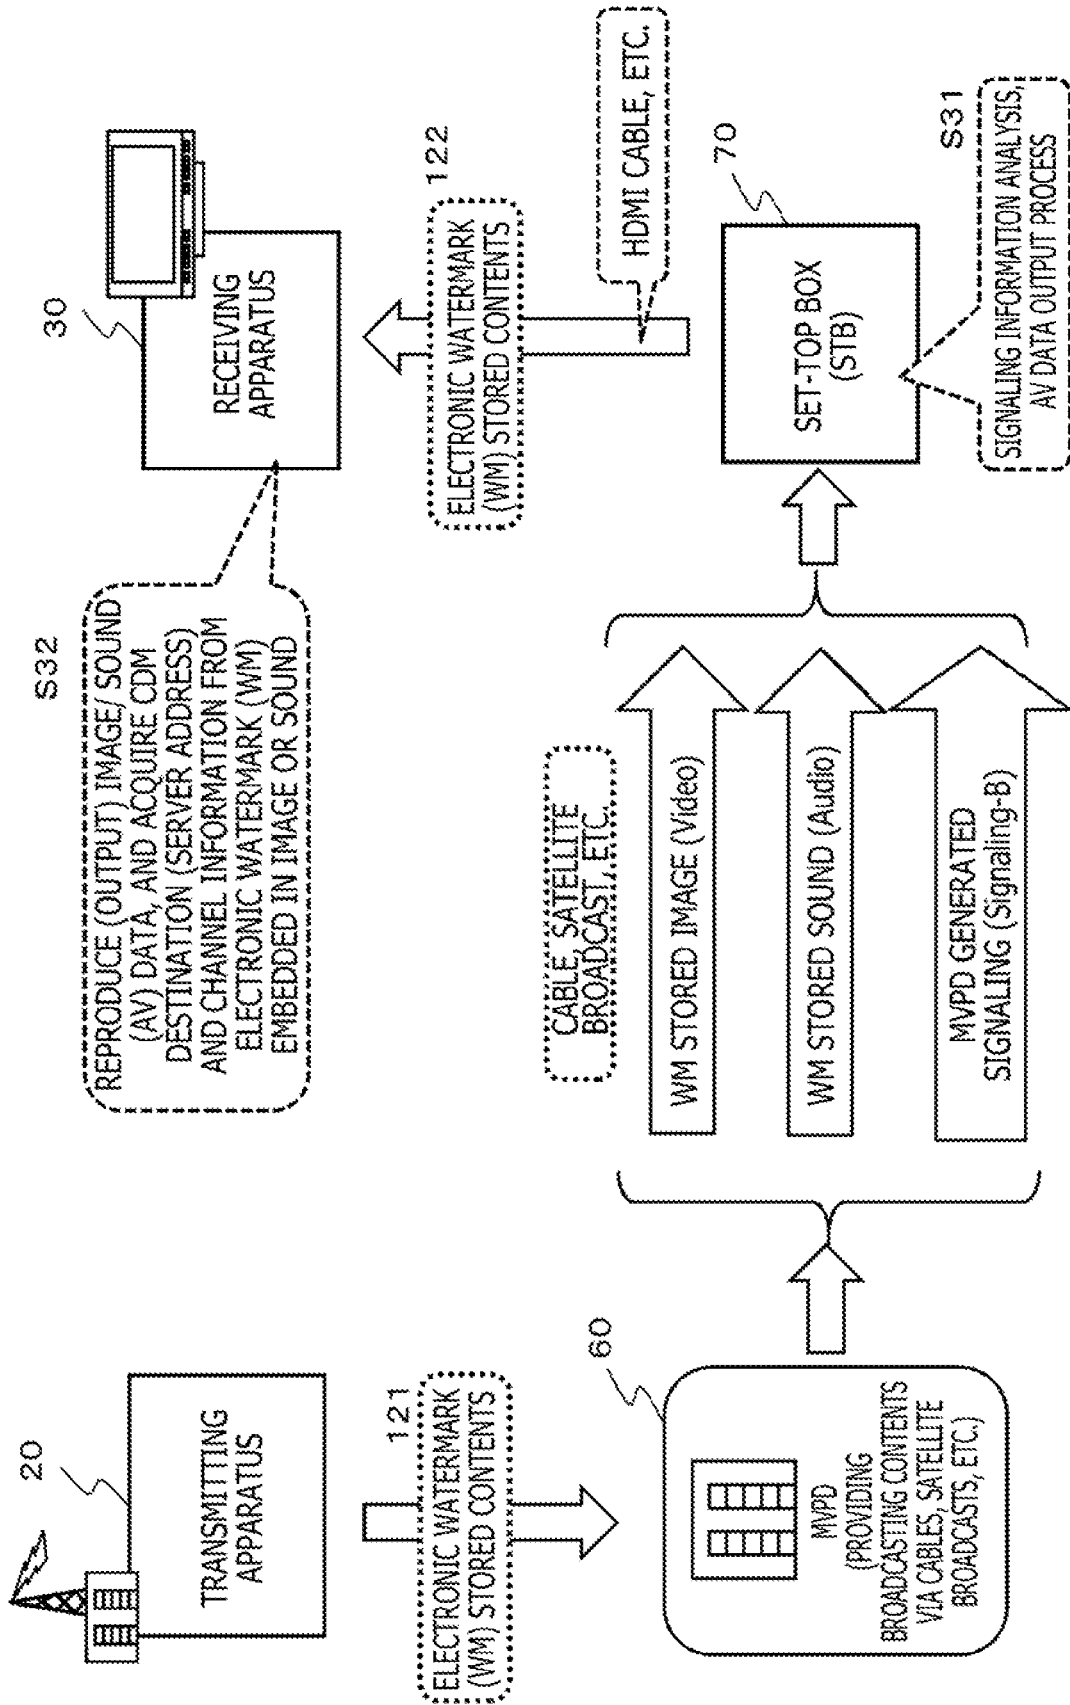 20
TRANSMITTING
APPARATUS
121
ELECTRONIC WATERMARK
(WM) STORED CONTENTS
60
MVPD
(PROVIDING
BROADCASTING CONTENTS
VIA CABLES, SATELLITE
BROADCASTS, ETC.)
CABLE, SATELLITE
BROADCAST, ETC.
WM STORED IMAGE (Video)
WM STORED SOUND (Audio)
MVPD GENERATED
SIGNALING (Signaling-B)
70
SET-TOP BOX
(STB)
S31
SIGNALING INFORMATION ANALYSIS,
AV DATA OUTPUT PROCESS
HDMI CABLE, ETC.
122
ELECTRONIC WATERMARK
(WM) STORED CONTENTS
30
RECEIVING
APPARATUS
S32
REPRODUCE (OUTPUT) IMAGE/ SOUND
(AV) DATA, AND ACQUIRE CDM
DESTINATION (SERVER ADDRESS)
AND CHANNEL INFORMATION FROM
ELECTRONIC WATERMARK (WM)
EMBEDDED IN IMAGE OR SOUND